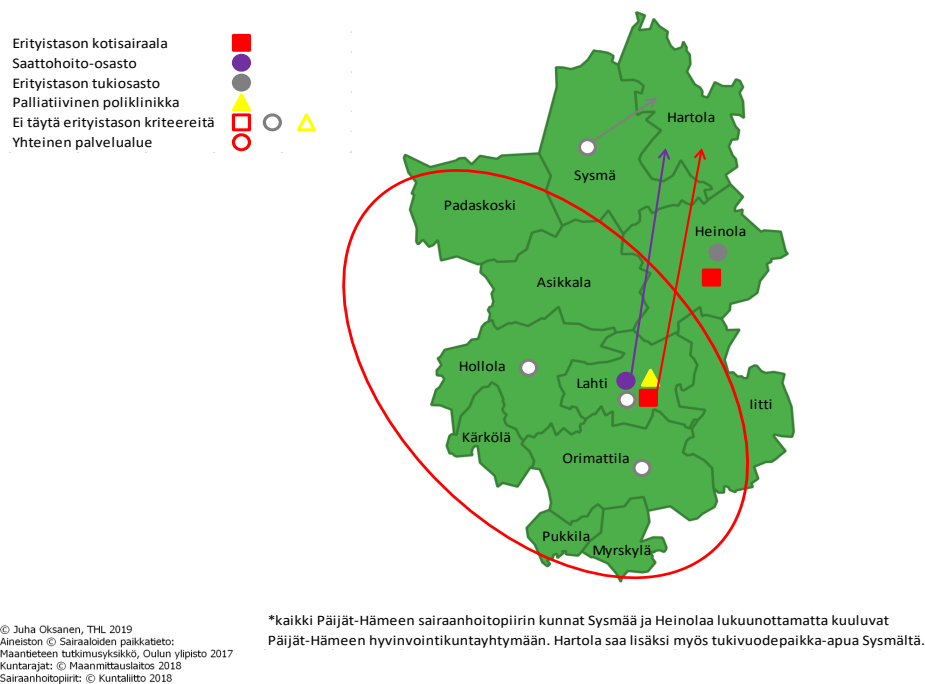 Erityistason kotisairaala
Saattohoito-osasto
Erityistason tukiosasto
Palliatiivinen poliklinikka
Ei täytä erityistason kriteereitä
Yhteinen palvelualue
Hartola
Sysmä
Padaskoski
Heinola
Asikkala
Hollola
Lahti
Iitti
Kärkölä
Orimattila
Pukkila
Myrskylä
*kaikki Päijät-Hämeen sairaanhoitopiirin kunnat Sysmää ja Heinolaa lukuunottamatta kuuluvat
Päijät-Hämeen hyvinvointikuntayhtymään. Hartola saa lisäksi myös tukivuodepaikka-apua Sysmältä.
© Juha Oksanen, THL 2019
Aineiston © Sairaaloiden paikkatieto:
Maantieteen tutkimusyksikkö, Oulun ylipisto 2017
Kuntarajat: © Maanmittauslaitos 2018
Sairaanhoitopiirit: © Kuntaliitto 2018